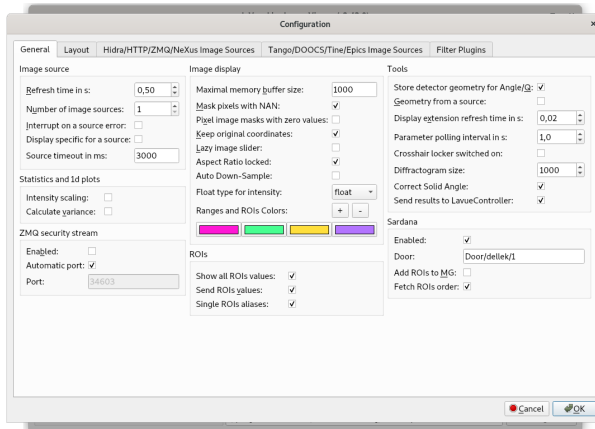 Configuration
×
General Layout Hidra/HTTP/ZMQ/NeXus Image Sources Tango/DOOCS/Tine/Epics Image Sources Filter Plugins
Image source
Refresh time in s: 0,50
Number of image sources: 1
Interrupt on a source error:
Display specific for a source:
Source timeout in ms: 3000
Statistics and 1d plots
Intensity scaling:
Calculate variance:
ZMQ security stream
Enabled:
Automatic port:
Port: 34603
Image display
Maximal memory buffer size: 1000
Mask pixels with NAN:
Pixel image masks with zero values:
Keep original coordinates:
Lazy image slider:
Aspect Ratio locked:
Auto Down-Sample:
Float type for intensity: float
Ranges and ROIs Colors: + -
ROIs
Show all ROIs values:
Send ROIs values:
Single ROIs aliases:
Tools
Store detector geometry for Angle/Q:
Geometry from a source:
Display extension refresh time in s: 0,02
Parameter polling interval in s: 1,0
Crosshair locker switched on:
Diffractogram size: 1000
Correct Solid Angle:
Send results to LavueController:
Sardana
Enabled:
Door: Door/dellek/1
Add ROIs to MG:
Fetch ROIs order:
Cancel OK